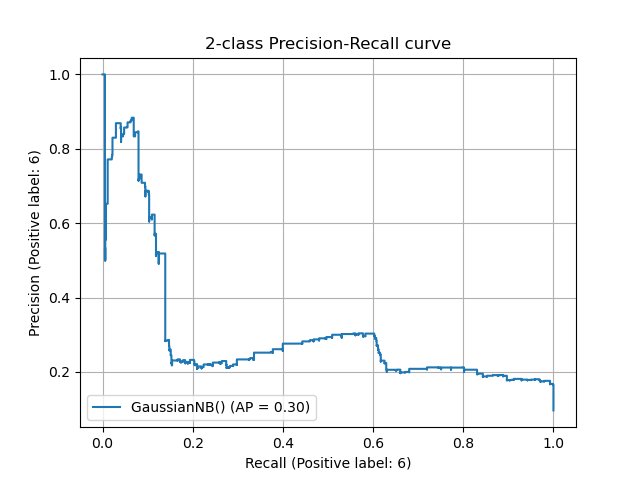 2-class Precision-Recall curve
1.0
0.8
0.6
0.4
0.2
Precision (Positive label: 6)
GaussianNB() (AP = 0.30)
0.0 0.2 0.4 0.6 0.8 1.0
Recall (Positive label: 6)